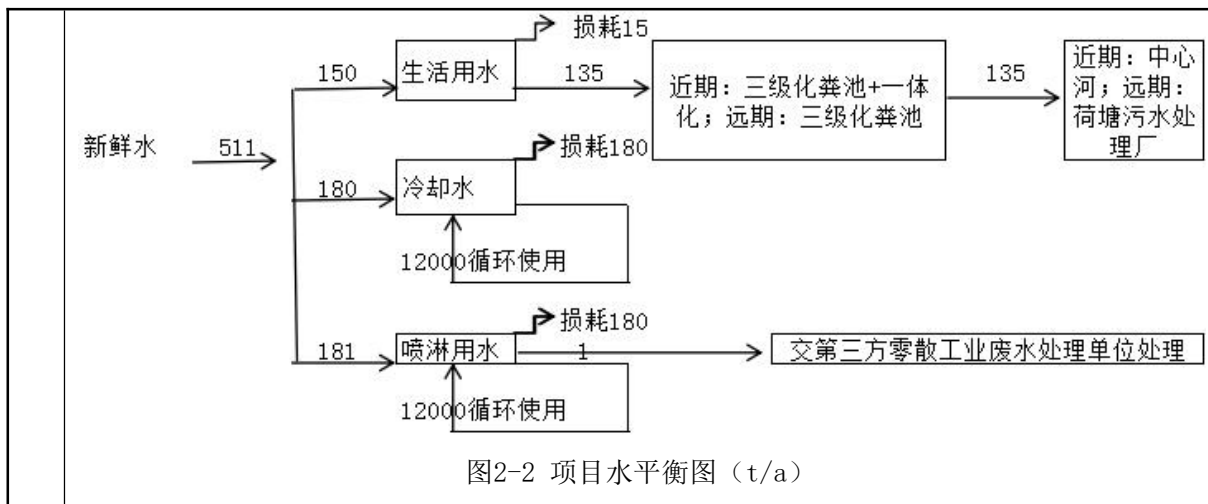 损耗15
150
生活用水
135
近期：三级化粪池+一体
化；远期：三级化粪池
135
近期：中心
河；远期：
荷塘污水处
理厂
新鲜水
511
损耗180
180
冷却水
12000循环使用
损耗180
181
喷淋用水
1
交第三方零散工业废水处理单位处理
12000循环使用
图2-2 项目水平衡图（t/a）